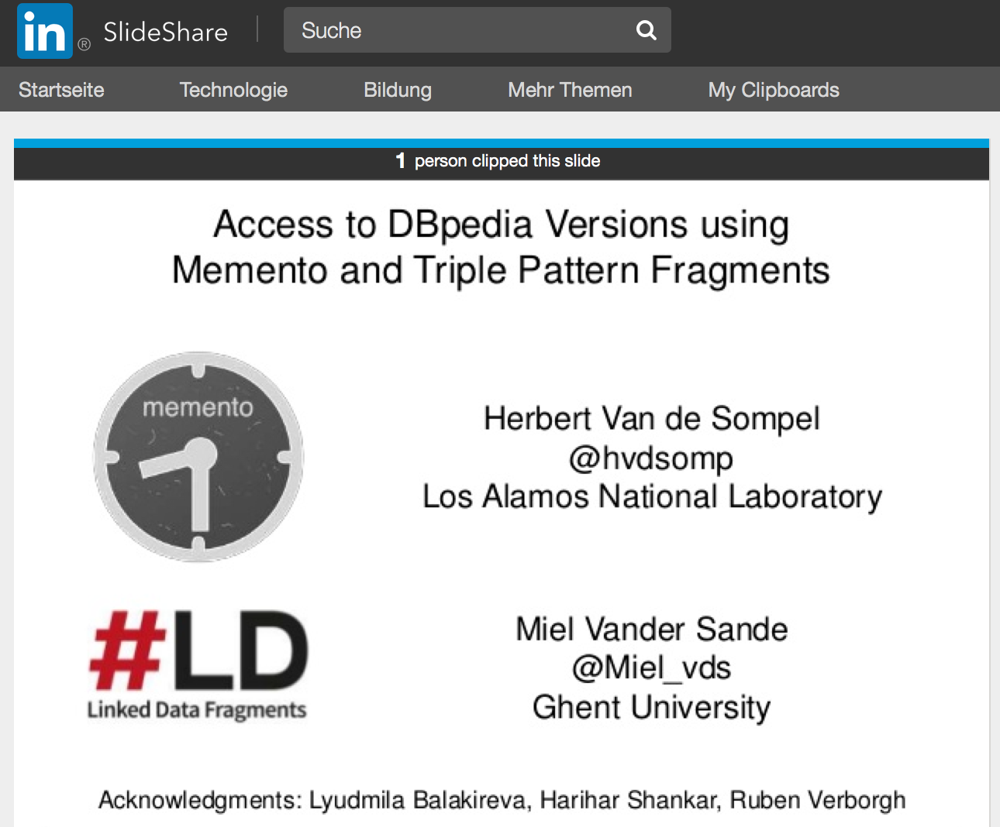 in ® SlideShare Suche
Startseite Technologie Bildung Mehr Themen My Clipboards
1 person clipped this slide
Access to DBpedia Versions using
Memento and Triple Pattern Fragments
memento
Herbert Van de Sompel
@hvdsomp
Los Alamos National Laboratory
#LD
Linked Data Fragments
Miel Vander Sande
@Miel_vds
Ghent University
Acknowledgments: Lyudmila Balakireva, Harihar Shankar, Ruben Verborgh